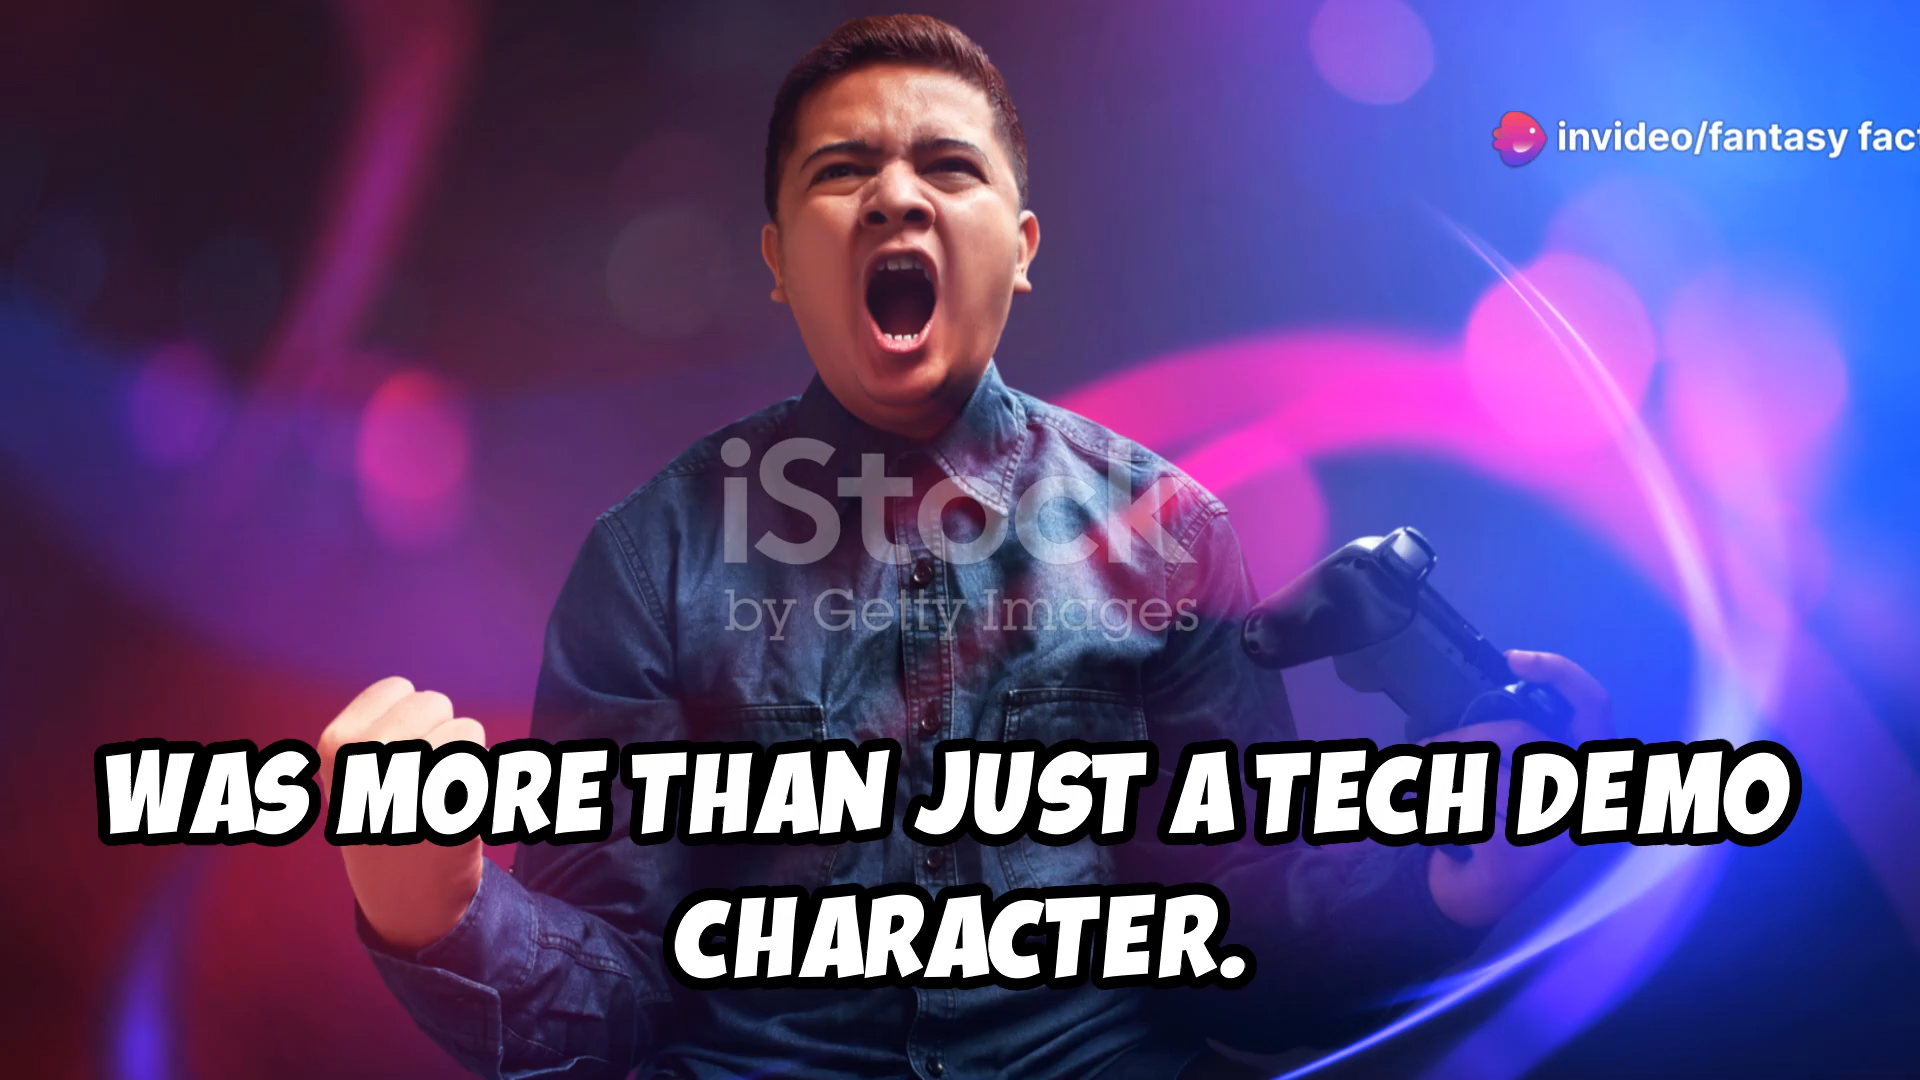 invideo/fantasy fac
iStock
by Getty Images
WAS MORE THAN JUST A TECH DEMO
CHARACTER.